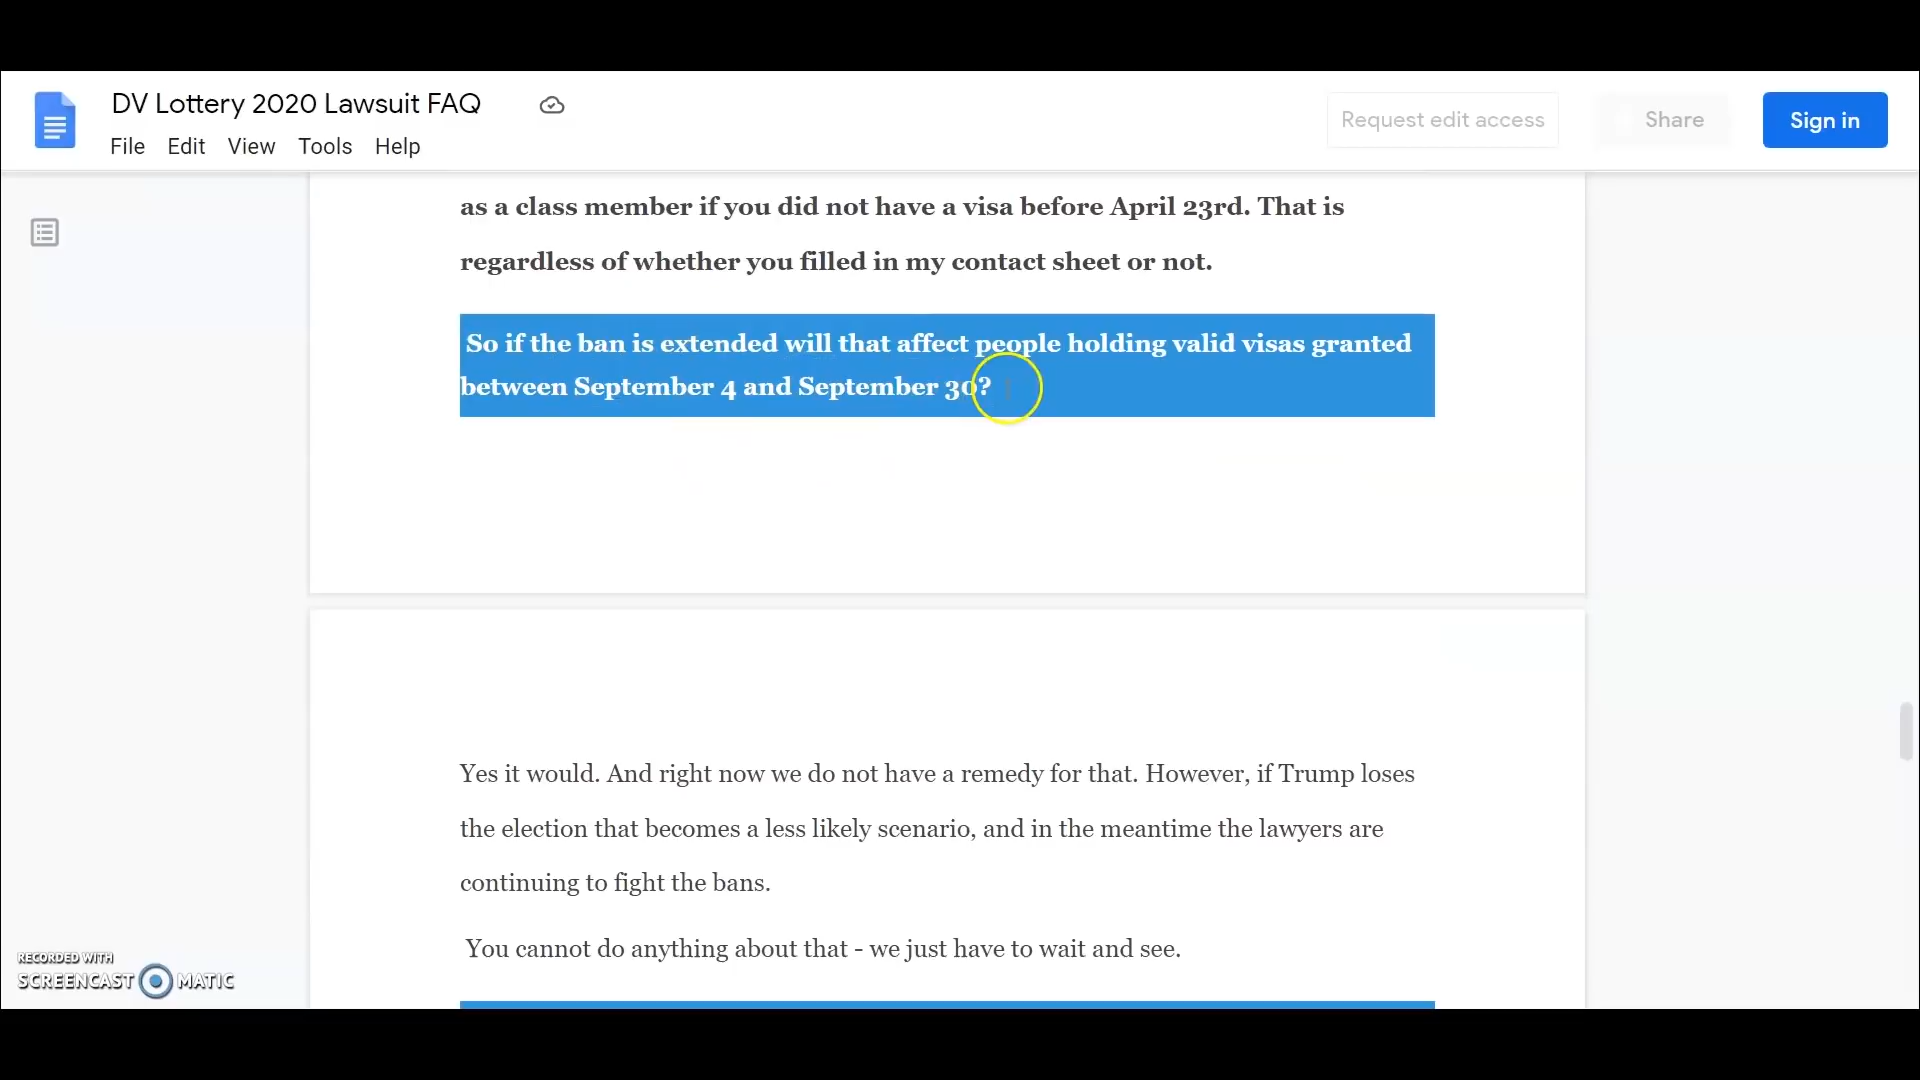 DV Lottery 2020 Lawsuit FAQ
File Edit View Tools Help
Request edit access
Share
Sign in
as a class member if you did not have a visa before April 23rd. That is
regardless of whether you filled in my contact sheet or not.
So if the ban is extended will that affect people holding valid visas granted
between September 4 and September 30?
Yes it would. And right now we do not have a remedy for that. However, if Trump loses
the election that becomes a less likely scenario, and in the meantime the lawyers are
continuing to fight the bans.
You cannot do anything about that - we just have to wait and see.
RECORDED WITH
SCREENCAST MATIC